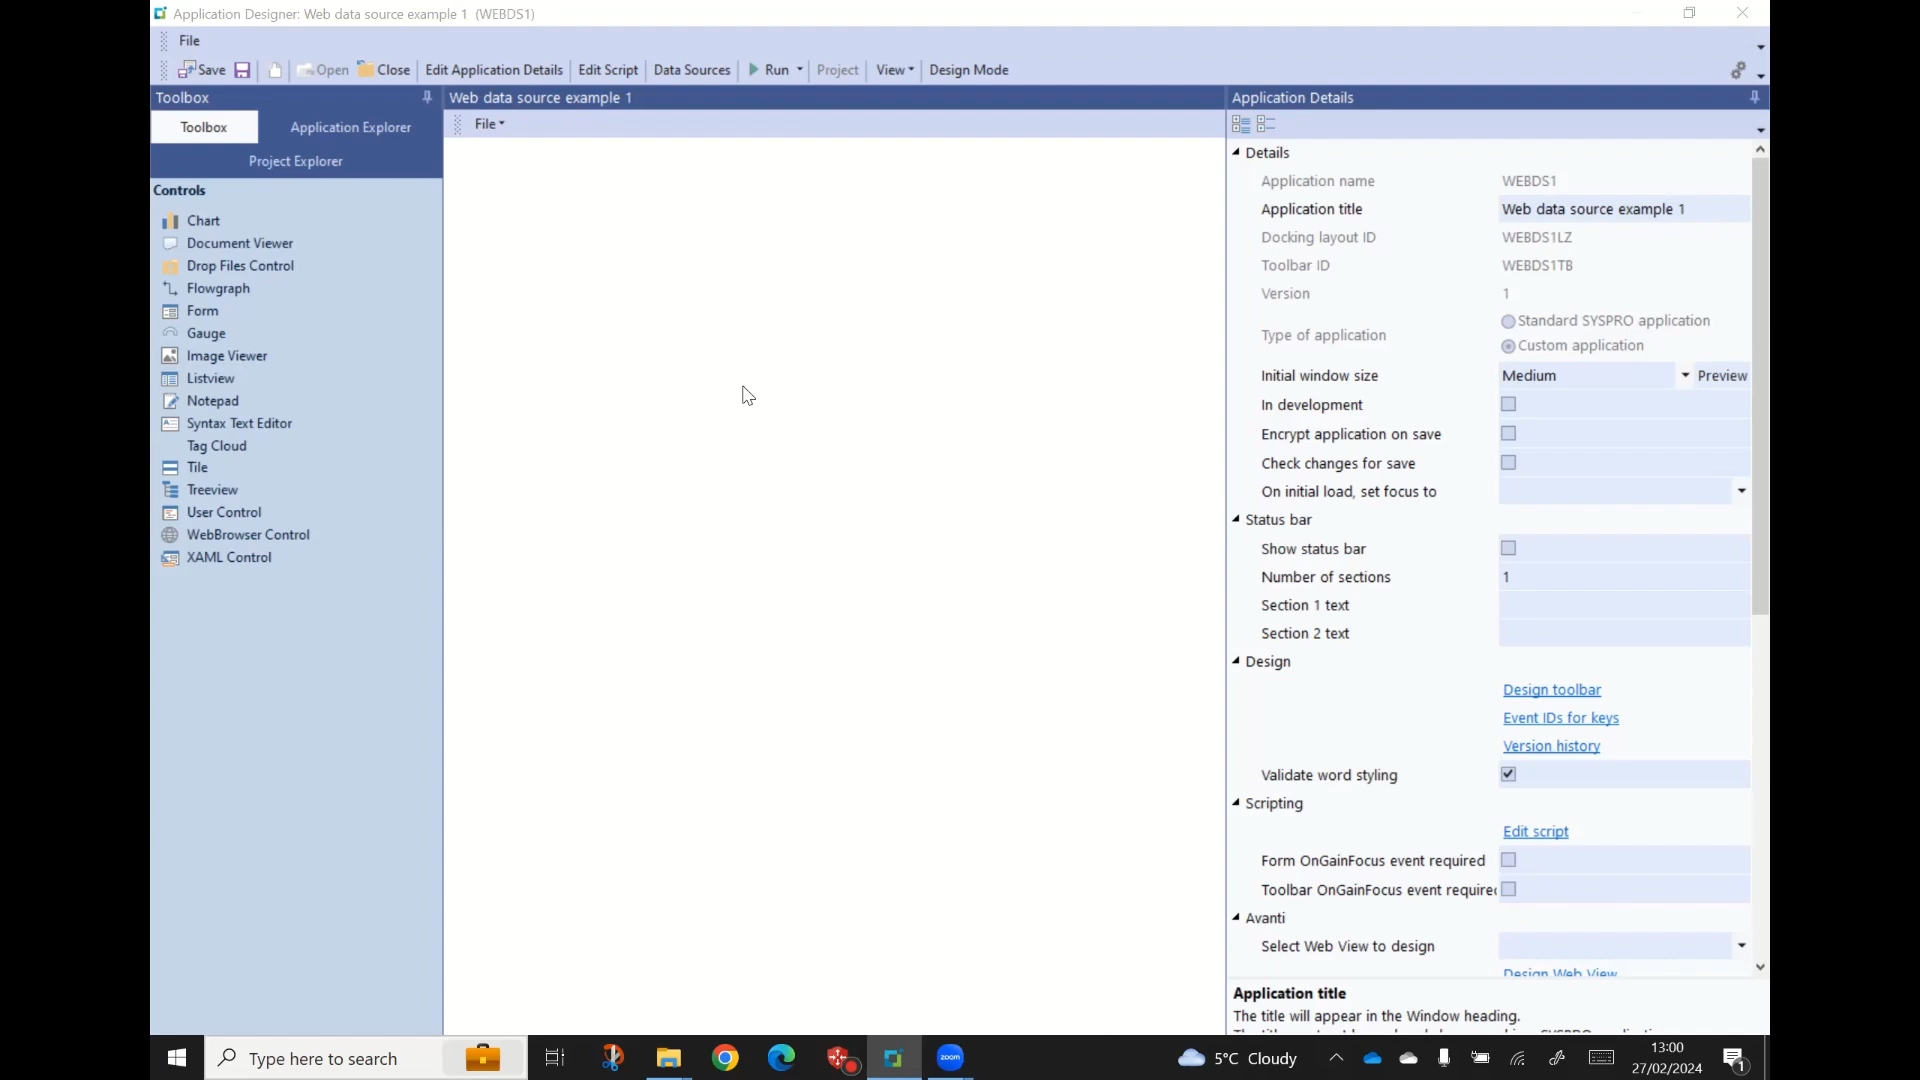 Application Designer: Web data source example 1 (WEBDS1)
File
Save Open Close Edit Application Details Edit Script Data Sources Run Project View Design Mode
Toolbox
Toolbox Application Explorer
Project Explorer
Controls
Chart
Document Viewer
Drop Files Control
Flowgraph
Form
Gauge
Image Viewer
Listview
Notepad
Syntax Text Editor
Tag Cloud
Tile
Treeview
User Control
WebBrowser Control
XAML Control
Web data source example 1
File
Application Details
Details
Application name WEBDS1
Application title Web data source example 1
Docking layout ID WEBDS1LZ
Toolbar ID WEBDS1TB
Version 1
Type of application Standard SYSPRO application
Custom application
Initial window size Medium Preview
In development
Encrypt application on save
Check changes for save
On initial load, set focus to
Status bar
Show status bar
Number of sections 1
Section 1 text
Section 2 text
Design
Design toolbar
Event IDs for keys
Version history
Validate word styling
Scripting
Edit script
Form OnGainFocus event required
Toolbar OnGainFocus event require
Avanti
Select Web View to design
Design Web View
Application title
The title will appear in the Window heading.
Type here to search
zoom
5°C Cloudy
13:00
27/02/2024
1